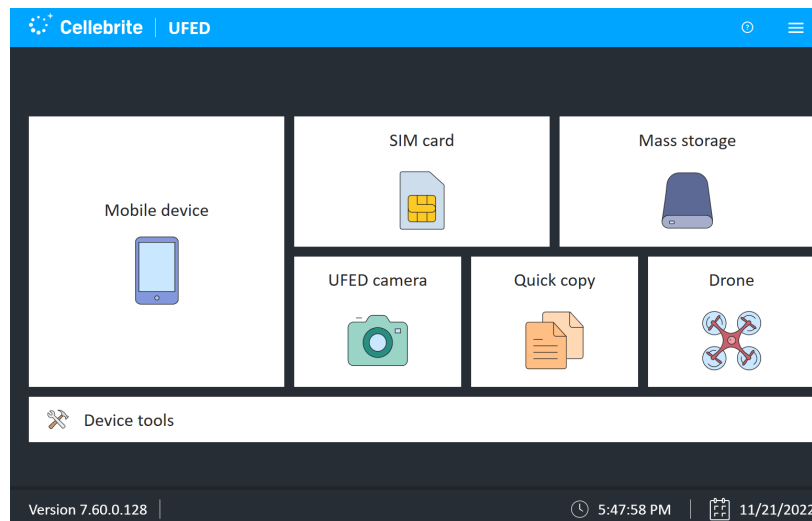 Cellebrite | UFED
SIM card
Mass storage
Mobile device
UFED camera
Quick copy
Drone
Device tools
Version 7.60.0.128
5:47:58 PM
11/21/2022